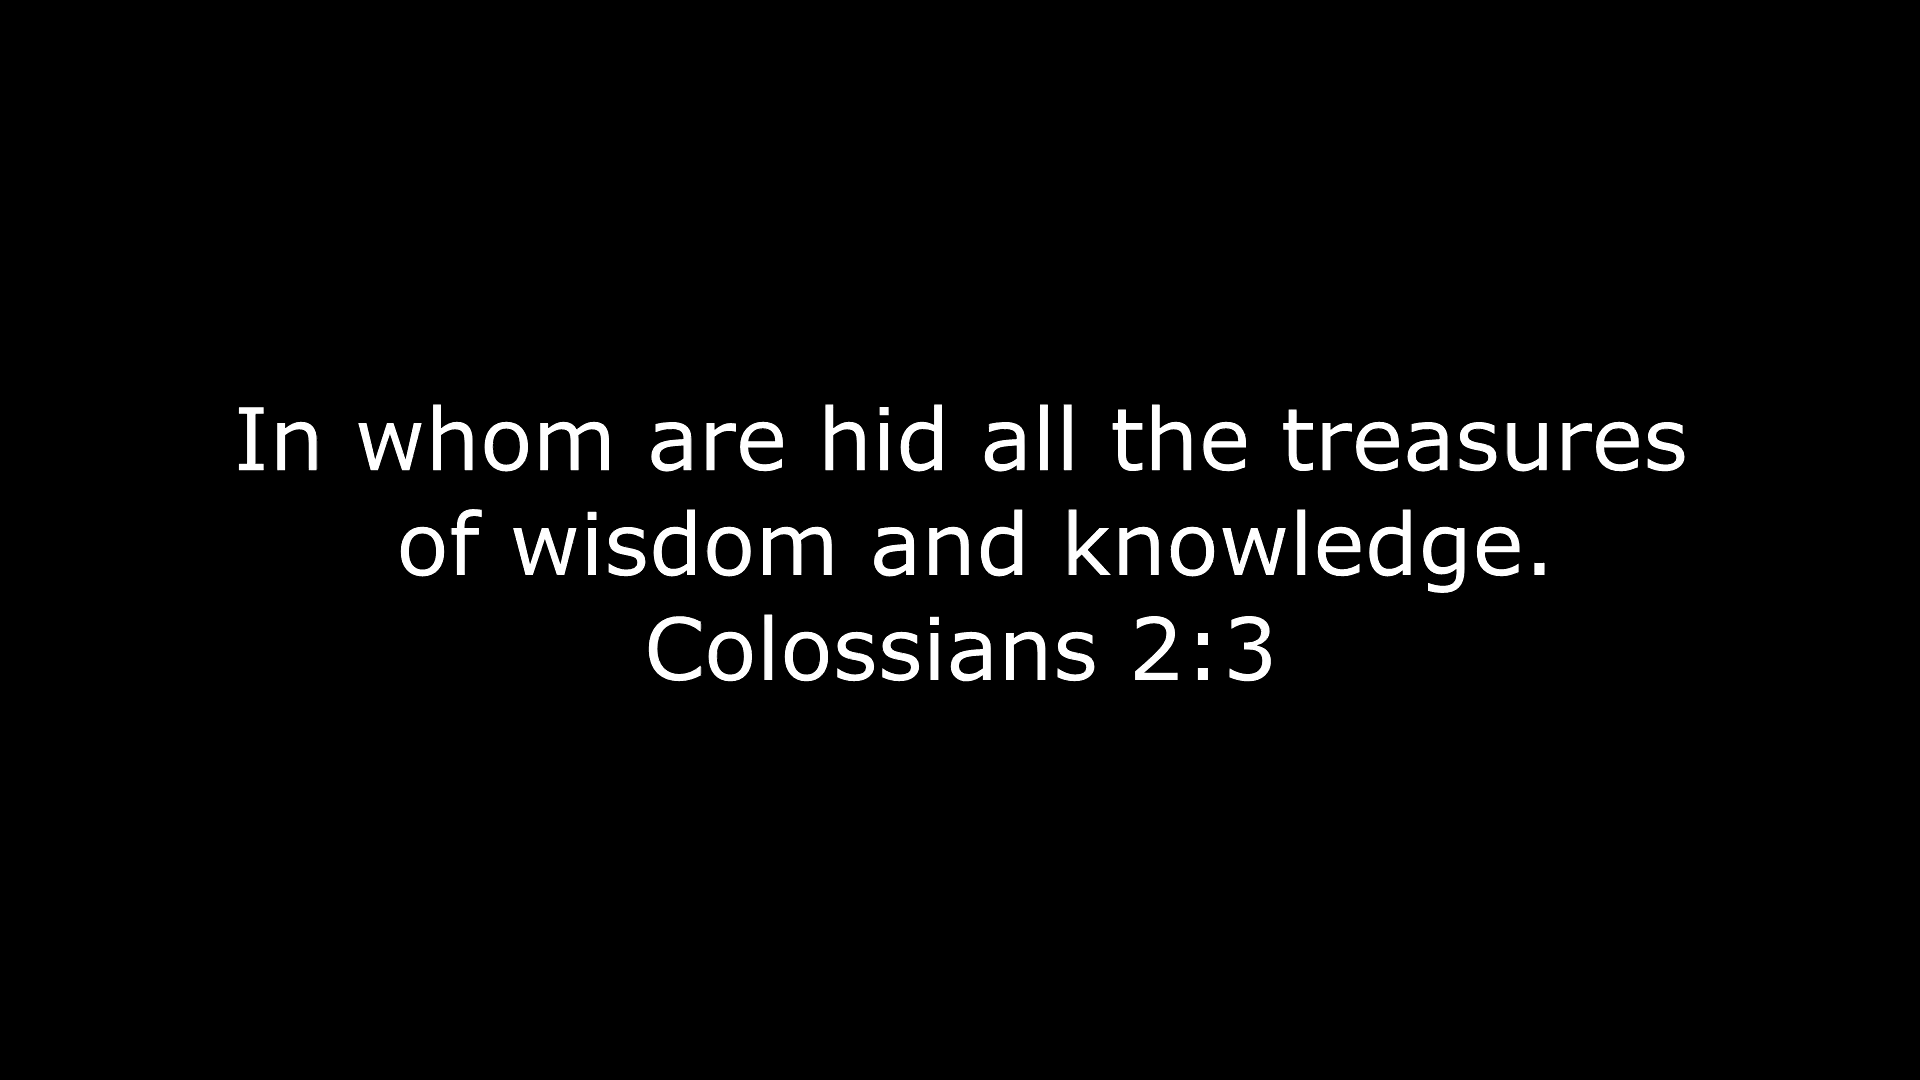 In whom are hid all the treasures
of wisdom and knowledge.
Colossians 2:3